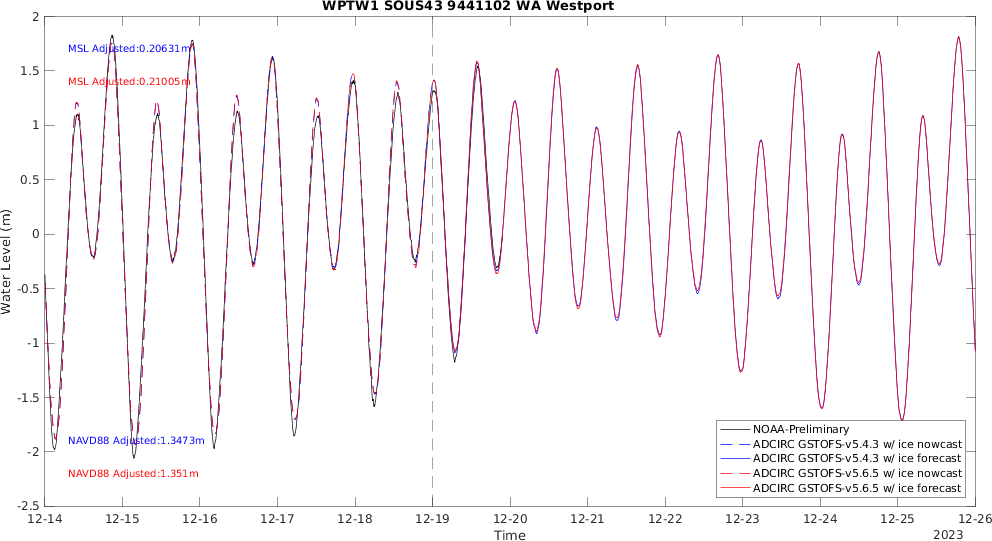 WPTW1 SOUS43 9441102 WA Westport
Water Level (m)
2
1.5
1
0.5
0
-0.5
-1
-1.5
-2
-2.5
MSL Adjusted:0.20631m
MSL Adjusted:0.21005m
NAVD88 Adjusted:1.3473m
NAVD88 Adjusted:1.351m
NOAA-Preliminary
ADCIRC GSTOFS-v5.4.3 w/ ice nowcast
ADCIRC GSTOFS-v5.4.3 w/ ice forecast
ADCIRC GSTOFS-v5.6.5 w/ ice nowcast
ADCIRC GSTOFS-v5.6.5 w/ ice forecast
12-14 12-15 12-16 12-17 12-18 12-19 12-20 12-21 12-22 12-23 12-24 12-25 12-26
Time
2023